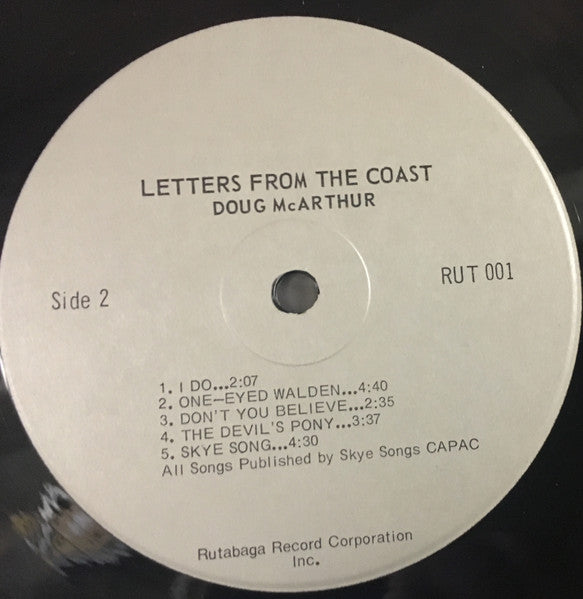 LETTERS FROM THE COAST
DOUG McARTHUR
Side 2
RUT 001
1. I DO...2:07
2. ONE-EYED WALDEN...4:40
3. DON'T YOU BELIEVE...2:35
4. THE DEVIL'S PONY...3:37
5. SKYE SONG...4:30
All Songs Published by Skye Songs CAPAC
Rutabaga Record Corporation
Inc.